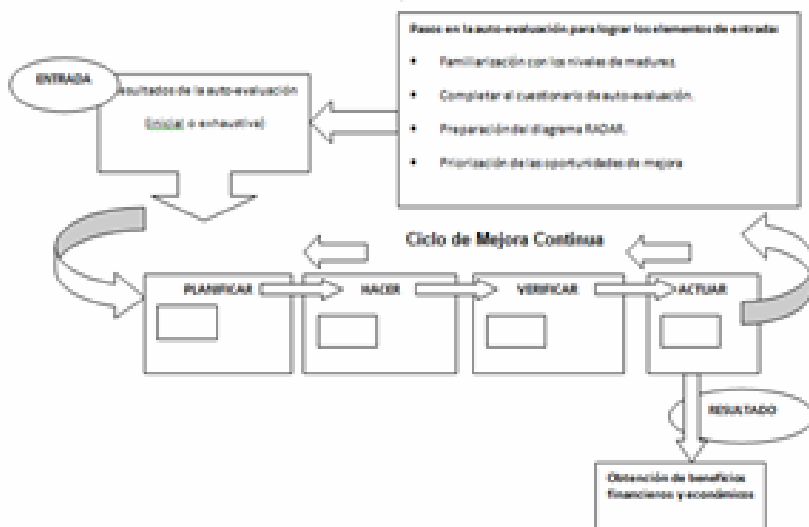 Pasos en la auto-evaluación para lograr los elementos de entrada:
• Familiarización con los niveles de madurez.
• Completar el cuestionario de auto-evaluación.
• Preparación del diagrama RADAR.
• Priorización de las oportunidades de mejora
ENTRADA
esultados de la auto-evaluación
(inicial o exhaustiva)
Ciclo de Mejora Continua
PLANIFICAR
HACER
VERIFICAR
ACTUAR
RESULTADO
Obtención de beneficios
financieros y económicos